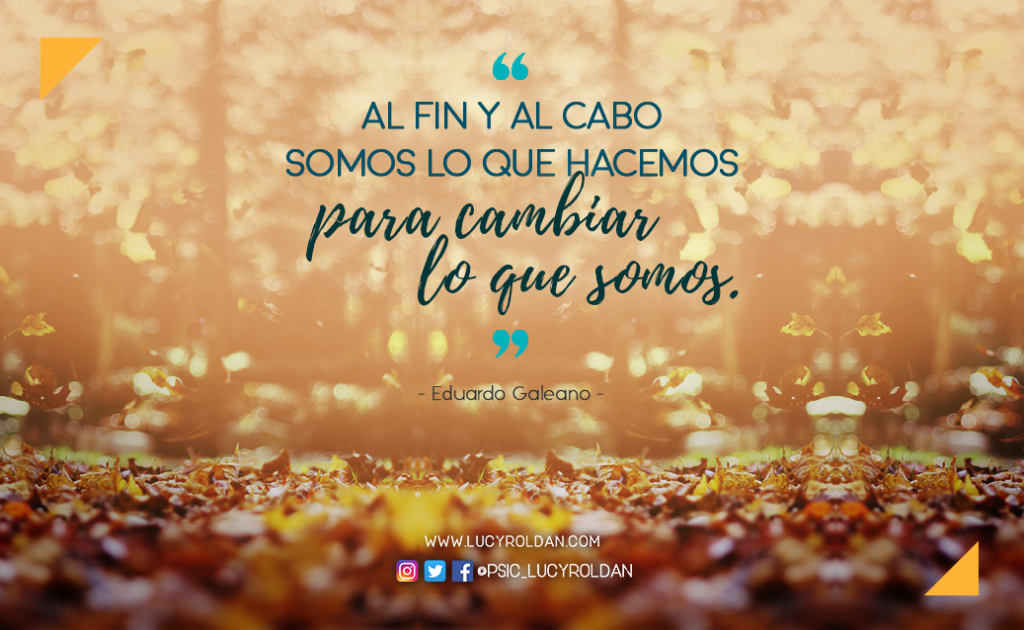 “
AL FIN Y AL CABO
SOMOS LO QUE HACEMOS
para cambiar
lo que somos.
”
- Eduardo Galeano -
WWW.LUCYROLDAN.COM
@PSIC_LUCYROLDAN